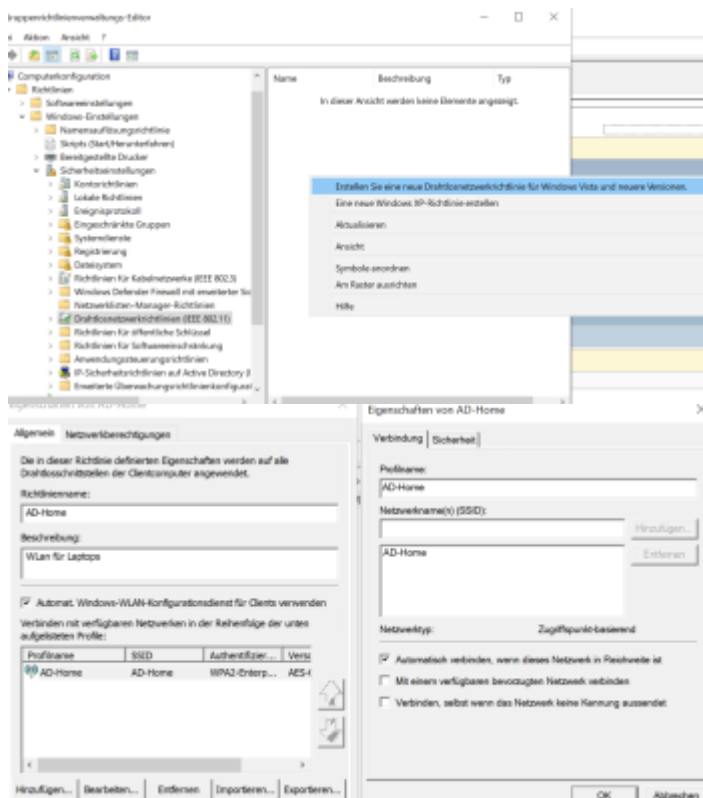 ruppenrichtlinienverwaltungs-Editor
Aktion Ansicht ?
Computerkonfiguration
Richtlinien
Softwareeinstellungen
Windows-Einstellungen
Namensauflösungsrichtlinie
Skripts (Start/Herunterfahren)
Bereitgestellte Drucker
Sicherheitseinstellungen
Kontorichtlinien
Lokale Richtlinien
Ereignisprotokoll
Eingeschränkte Gruppen
Systemdienste
Registrierung
Dateisystem
Richtlinien für Kabelnetzwerke (IEEE 802.3)
Windows Defender Firewall mit erweiterter Sic
Netzwerklisten-Manager-Richtlinien
Drahtlosnetzwerkrichtlinien (IEEE 802.11)
Richtlinien für öffentliche Schlüssel
Richtlinien für Softwareeinschränkung
Anwendungssteuerungsrichtlinien
IP-Sicherheitsrichtlinien auf Active Directory (
Erweiterte Überwachungsrichtlinienkonfigurat
Name Beschreibung Typ
In dieser Ansicht werden keine Elemente angezeigt.
Erstellen Sie eine neue Drahtlosnetzwerkrichtlinie für Windows Vista und neuere Versionen.
Eine neue Windows XP-Richtlinie erstellen
Aktualisieren
Ansicht
Symbole anordnen
Am Raster ausrichten
Hilfe
Eigenschaften von AD-Home
Allgemein Netzwerkberechtigungen
Die in dieser Richtlinie definierten Eigenschaften werden auf alle
Drahtlosschnittstellen der Clientcomputer angewendet.
Richtlinienname:
AD-Home
Beschreibung:
WLan für Laptops
Automat. Windows-WLAN-Konfigurationsdienst für Clients verwenden
Verbinden mit verfügbaren Netzwerken in der Reihenfolge der unten
aufgelisteten Profile:
Profilname SSID Authentifizier... Versc
AD-Home AD-Home WPA2-Enterp... AES-(
Hinzufügen... Bearbeiten... Entfernen Importieren... Exportieren...
Eigenschaften von AD-Home
Verbindung Sicherheit
Profilname:
AD-Home
Netzwerkname(n) (SSID):
Hinzufügen...
AD-Home
Entfernen
Netzwerktyp: Zugriffspunkt-basierend
Automatisch verbinden, wenn dieses Netzwerk in Reichweite ist
Mit einem verfügbaren bevorzugten Netzwerk verbinden
Verbinden, selbst wenn das Netzwerk keine Kennung aussendet
OK Abbrechen